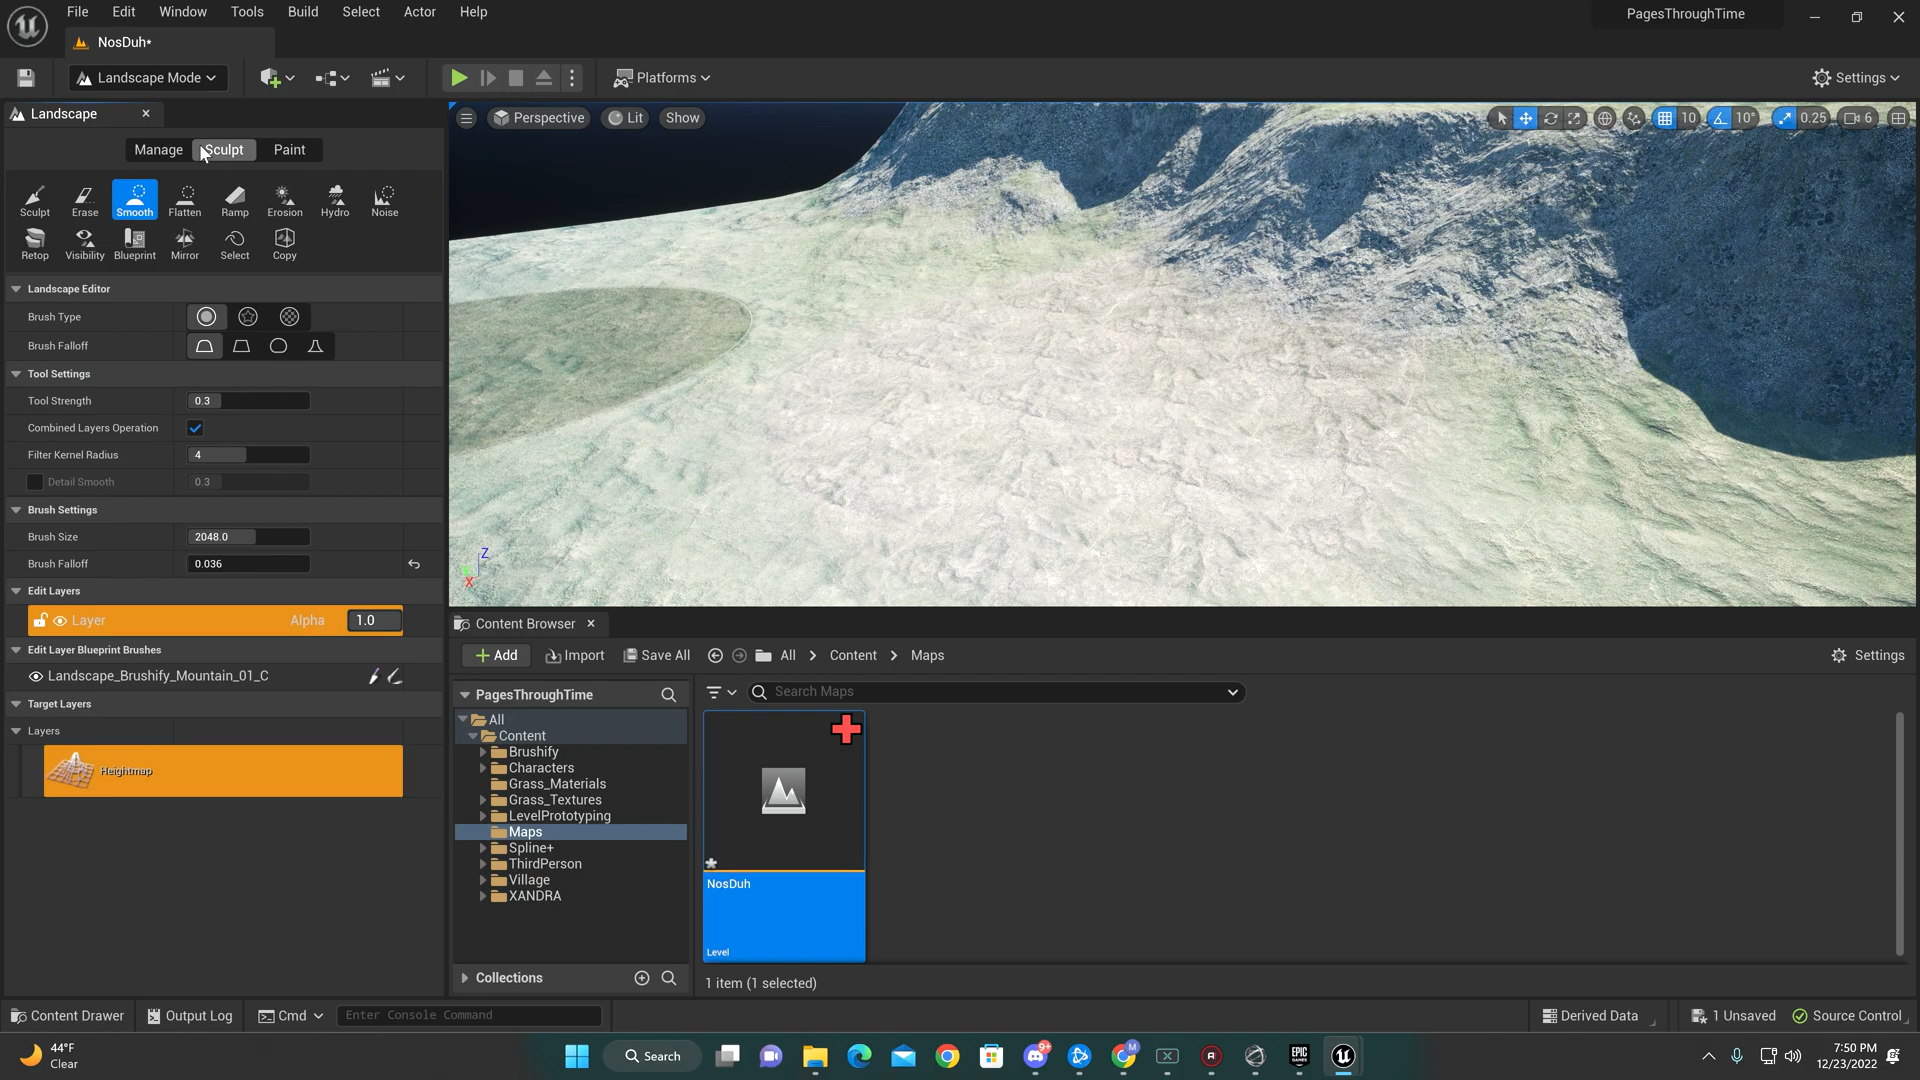 File Edit Window Tools Build Select Actor Help
PagesThroughTime
NosDuh*
Landscape Mode
Platforms
Settings
Landscape
Manage Sculpt Paint
Sculpt Erase Smooth Flatten Ramp Erosion Hydro Noise
Retop Visibility Blueprint Mirror Select Copy
Landscape Editor
Brush Type
Brush Falloff
Tool Settings
Tool Strength 0.3
Combined Layers Operation
Filter Kernel Radius 4
Detail Smooth 0.3
Brush Settings
Brush Size 2048.0
Brush Falloff 0.036
Edit Layers
Layer Alpha 1.0
Edit Layer Blueprint Brushes
Landscape_Brushify_Mountain_01_C
Target Layers
Layers
Heightmap
Perspective Lit Show
10 10° 0.25 6
Z
X
Content Browser
Add Import Save All All Content Maps
Settings
PagesThroughTime
Search Maps
All
Content
Brushify
Characters
Grass_Materials
Grass_Textures
LevelPrototyping
Maps
Spline+
ThirdPerson
Village
XANDRA
NosDuh
Level
Collections
1 item (1 selected)
Content Drawer Output Log Cmd Enter Console Command
Derived Data 1 Unsaved Source Control
44°F
Clear
Search
9+
M
EPIC
GAMES
7:50 PM
12/23/2022